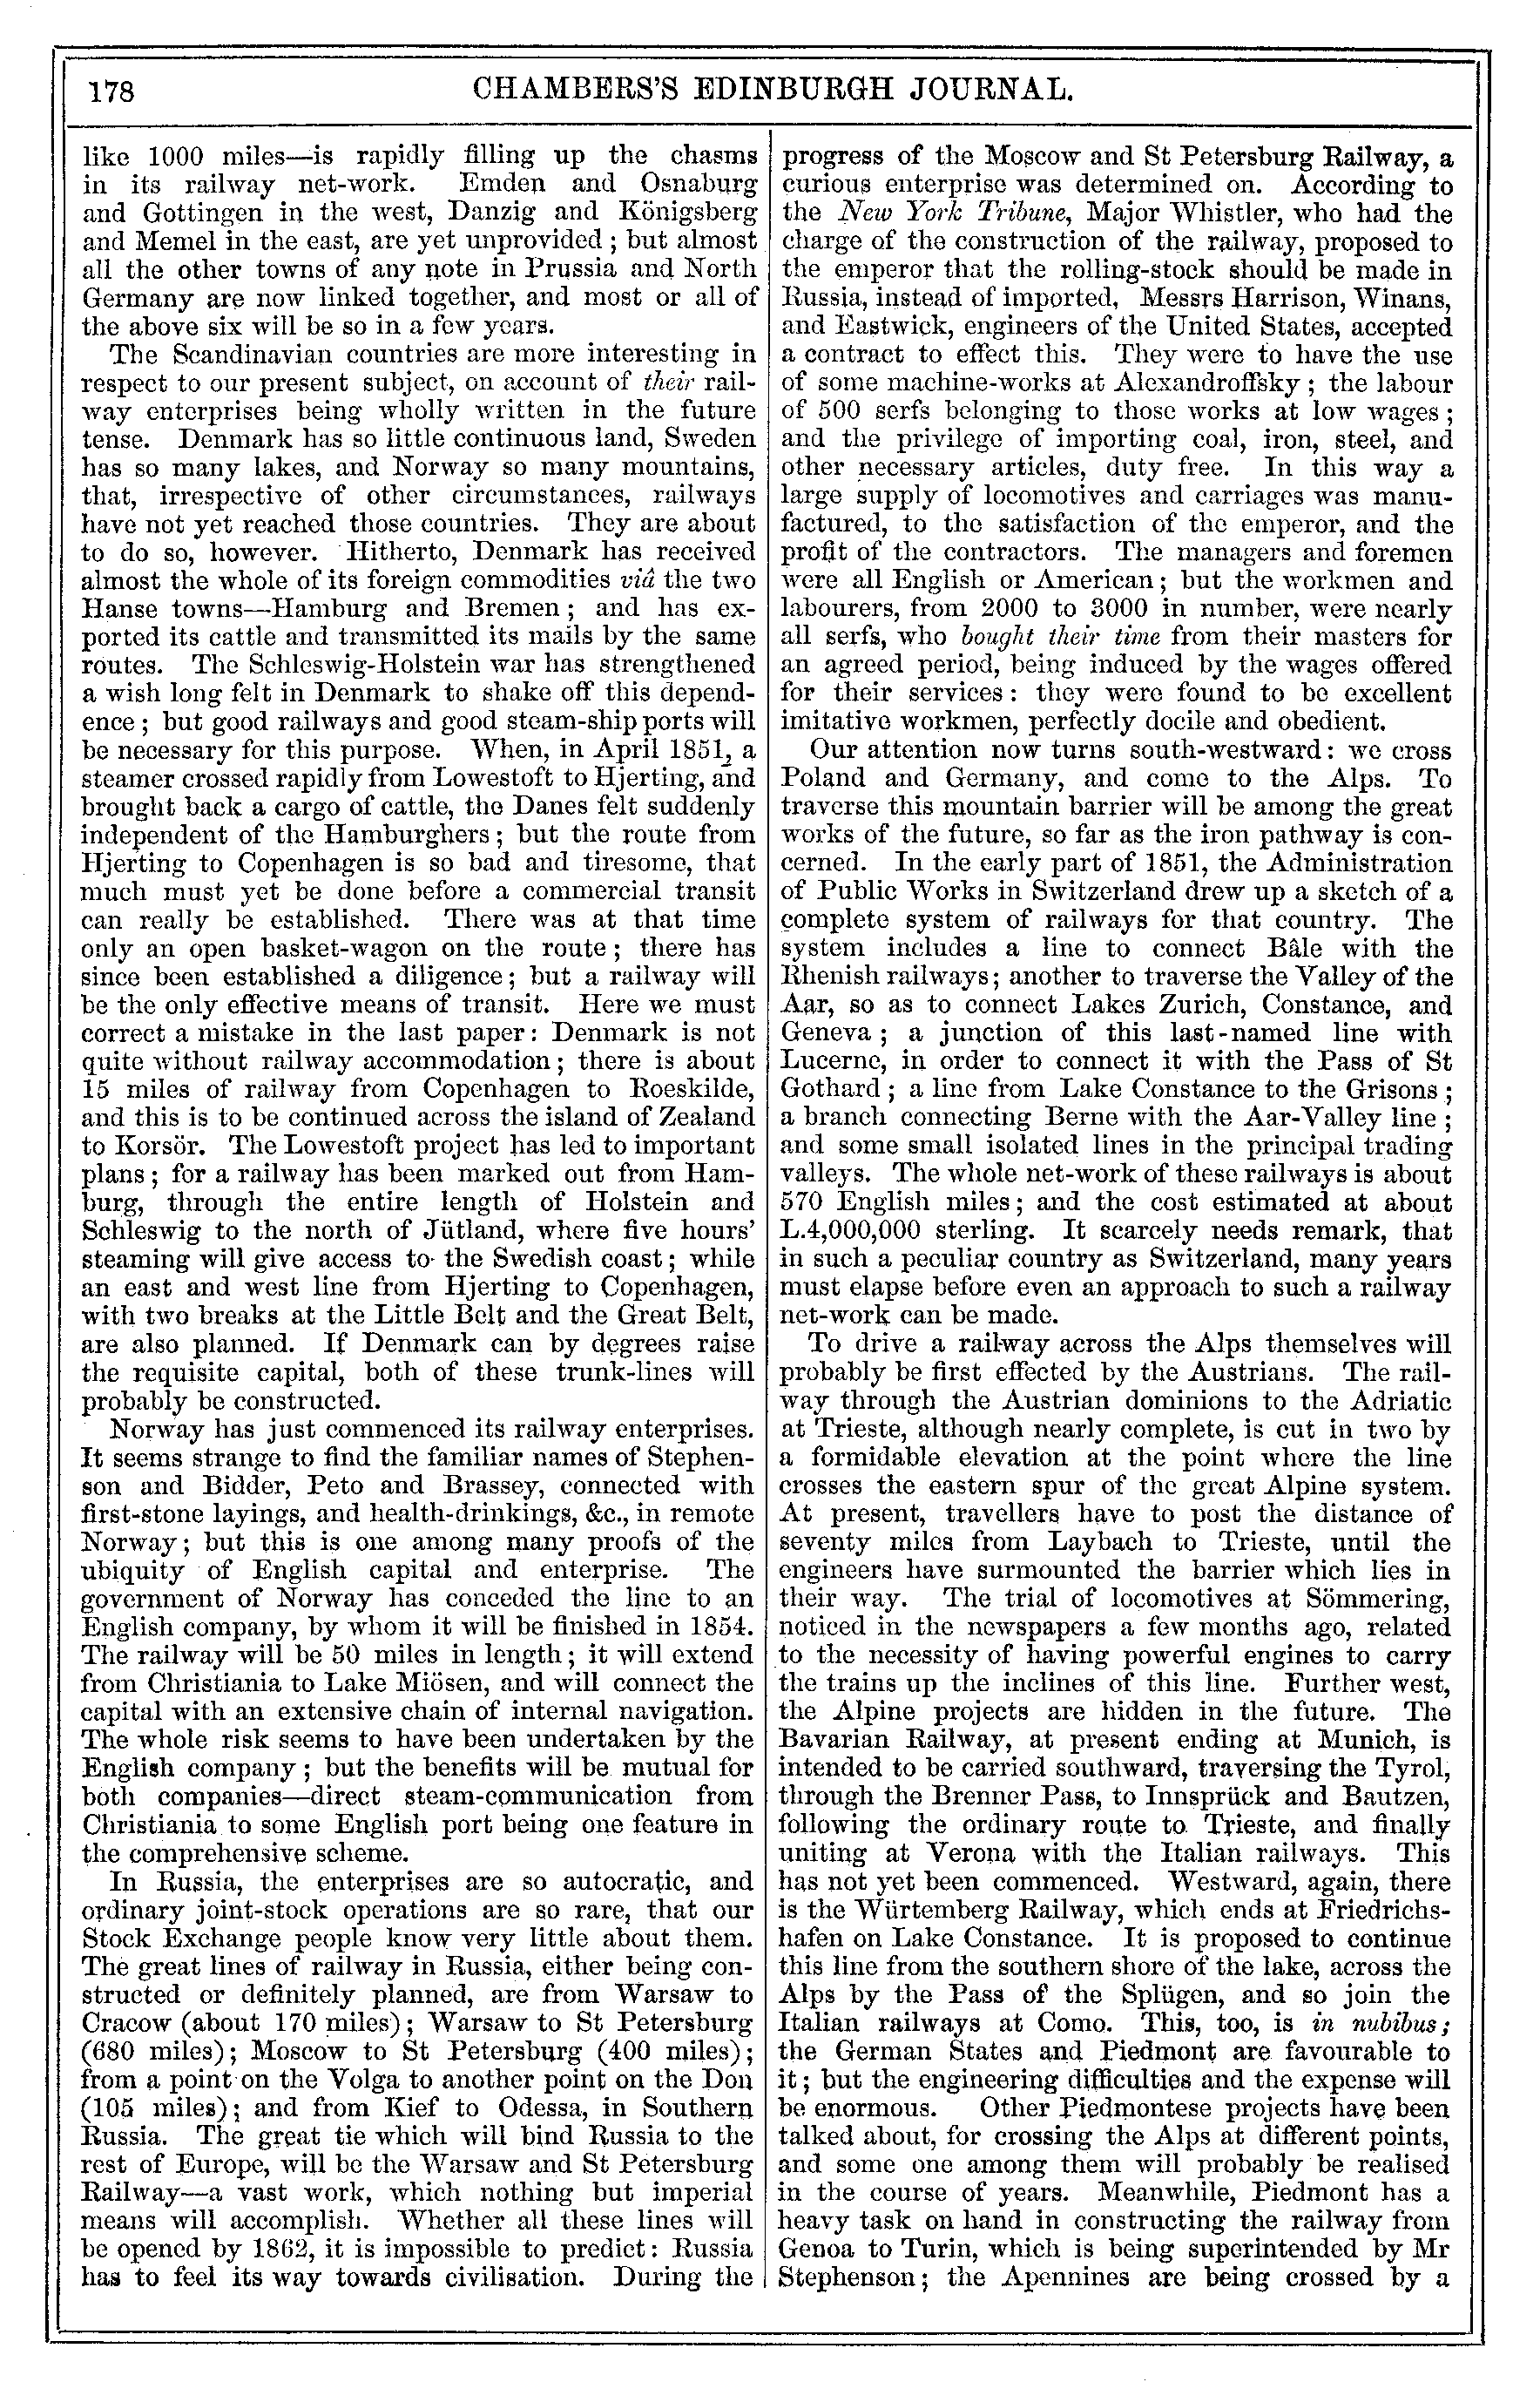 178
CHAMBERS'S EDINBURGH JOURNAL.
like 1000 miles—is rapidly filling up the chasms
in its railway net-work. Emden and Osnaburg
and Gottingen in the west, Danzig and Königsberg
and Memel in the east, are yet unprovided; but almost
all the other towns of any note in Prussia and North
Germany are now linked together, and most or all of
the above six will be so in a few years.
The Scandinavian countries are more interesting in
respect to our present subject, on account of their rail-
way enterprises being wholly written in the future
tense. Denmark has so little continuous land, Sweden
has so many lakes, and Norway so many mountains,
that, irrespective of other circumstances, railways
have not yet reached those countries. They are about
to do so, however. Hitherto, Denmark has received
almost the whole of its foreign commodities viâ the two
Hanse towns—Hamburg and Bremen; and has ex-
ported its cattle and transmitted its mails by the same
routes. The Schleswig-Holstein war has strengthened
a wish long felt in Denmark to shake off this depend-
ence; but good railways and good steam-ship ports will
be necessary for this purpose. When, in April 1851, a
steamer crossed rapidly from Lowestoft to Hjerting, and
brought back a cargo of cattle, the Danes felt suddenly
independent of the Hamburghers; but the route from
Hjerting to Copenhagen is so bad and tiresome, that
much must yet be done before a commercial transit
can really be established. There was at that time
only an open basket-wagon on the route; there has
since been established a diligence; but a railway will
be the only effective means of transit. Here we must
correct a mistake in the last paper: Denmark is not
quite without railway accommodation; there is about
15 miles of railway from Copenhagen to Roeskilde,
and this is to be continued across the island of Zealand
to Korsör. The Lowestoft project has led to important
plans; for a railway has been marked out from Ham-
burg, through the entire length of Holstein and
Schleswig to the north of Jütland, where five hours'
steaming will give access to the Swedish coast; while
an east and west line from Hjerting to Copenhagen,
with two breaks at the Little Belt and the Great Belt,
are also planned. If Denmark can by degrees raise
the requisite capital, both of these trunk-lines will
probably be constructed.
Norway has just commenced its railway enterprises.
It seems strange to find the familiar names of Stephen-
son and Bidder, Peto and Brassey, connected with
first-stone layings, and health-drinkings, &c., in remote
Norway; but this is one among many proofs of the
ubiquity of English capital and enterprise. The
government of Norway has conceded the line to an
English company, by whom it will be finished in 1854.
The railway will be 50 miles in length; it will extend
from Christiania to Lake Miösen, and will connect the
capital with an extensive chain of internal navigation.
The whole risk seems to have been undertaken by the
English company; but the benefits will be mutual for
both companies—direct steam-communication from
Christiania to some English port being one feature in
the comprehensive scheme.
In Russia, the enterprises are so autocratic, and
ordinary joint-stock operations are so rare, that our
Stock Exchange people know very little about them.
The great lines of railway in Russia, either being con-
structed or definitely planned, are from Warsaw to
Cracow (about 170 miles); Warsaw to St Petersburg
(680 miles); Moscow to St Petersburg (400 miles);
from a point on the Volga to another point on the Don
(105 miles); and from Kief to Odessa, in Southern
Russia. The great tie which will bind Russia to the
rest of Europe, will be the Warsaw and St Petersburg
Railway—a vast work, which nothing but imperial
means will accomplish. Whether all these lines will
be opened by 1862, it is impossible to predict: Russia
has to feel its way towards civilisation. During the
progress of the Moscow and St Petersburg Railway, a
curious enterprise was determined on. According to
the New York Tribune, Major Whistler, who had the
charge of the construction of the railway, proposed to
the emperor that the rolling-stock should be made in
Russia, instead of imported, Messrs Harrison, Winans,
and Eastwick, engineers of the United States, accepted
a contract to effect this. They were to have the use
of some machine-works at Alexandroffsky; the labour
of 500 serfs belonging to those works at low wages;
and the privilege of importing coal, iron, steel, and
other necessary articles, duty free. In this way a
large supply of locomotives and carriages was manu-
factured, to the satisfaction of the emperor, and the
profit of the contractors. The managers and foremen
were all English or American; but the workmen and
labourers, from 2000 to 3000 in number, were nearly
all serfs, who bought their time from their masters for
an agreed period, being induced by the wages offered
for their services: they were found to be excellent
imitative workmen, perfectly docile and obedient.
Our attention now turns south-westward: we cross
Poland and Germany, and come to the Alps. To
traverse this mountain barrier will be among the great
works of the future, so far as the iron pathway is con-
cerned. In the early part of 1851, the Administration
of Public Works in Switzerland drew up a sketch of a
complete system of railways for that country. The
system includes a line to connect Bâle with the
Rhenish railways; another to traverse the Valley of the
Aar, so as to connect Lakes Zurich, Constance, and
Geneva; a junction of this last-named line with
Lucerne, in order to connect it with the Pass of St
Gothard; a line from Lake Constance to the Grisons;
a branch connecting Berne with the Aar-Valley line;
and some small isolated lines in the principal trading
valleys. The whole net-work of these railways is about
570 English miles; and the cost estimated at about
L.4,000,000 sterling. It scarcely needs remark, that
in such a peculiar country as Switzerland, many years
must elapse before even an approach to such a railway
net-work can be made.
To drive a railway across the Alps themselves will
probably be first effected by the Austrians. The rail-
way through the Austrian dominions to the Adriatic
at Trieste, although nearly complete, is cut in two by
a formidable elevation at the point where the line
crosses the eastern spur of the great Alpine system.
At present, travellers have to post the distance of
seventy miles from Laybach to Trieste, until the
engineers have surmounted the barrier which lies in
their way. The trial of locomotives at Sömmering,
noticed in the newspapers a few months ago, related
to the necessity of having powerful engines to carry
the trains up the inclines of this line. Further west,
the Alpine projects are hidden in the future. The
Bavarian Railway, at present ending at Munich, is
intended to be carried southward, traversing the Tyrol,
through the Brenner Pass, to Innsprück and Bautzen,
following the ordinary route to Trieste, and finally
uniting at Verona with the Italian railways. This
has not yet been commenced. Westward, again, there
is the Würtemberg Railway, which ends at Friedrichs-
hafen on Lake Constance. It is proposed to continue
this line from the southern shore of the lake, across the
Alps by the Pass of the Splügen, and so join the
Italian railways at Como. This, too, is in nubibus;
the German States and Piedmont are favourable to
it; but the engineering difficulties and the expense will
be enormous. Other Piedmontese projects have been
talked about, for crossing the Alps at different points,
and some one among them will probably be realised
in the course of years. Meanwhile, Piedmont has a
heavy task on hand in constructing the railway from
Genoa to Turin, which is being superintended by Mr
Stephenson; the Apennines are being crossed by a